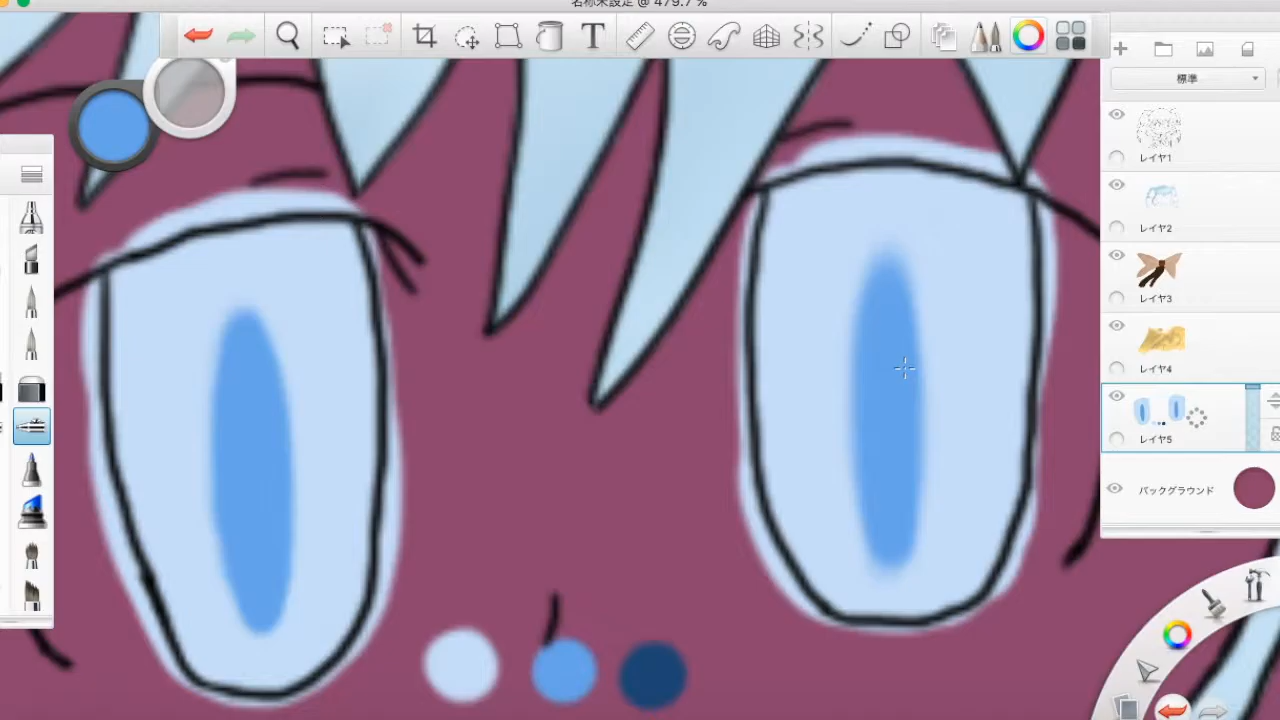 名称未設定 @ 479.7 %
T
標準
レイヤ1
レイヤ2
レイヤ3
レイヤ4
レイヤ5
バックグラウンド